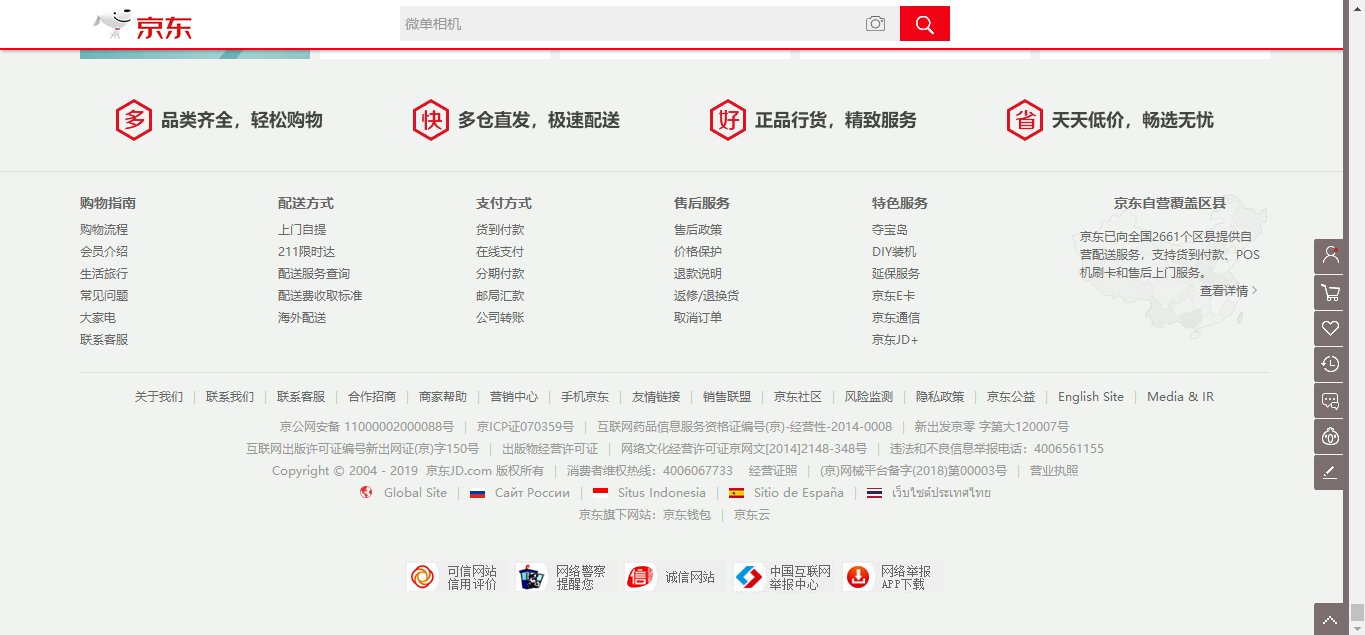 京东
微单相机
多 品类齐全，轻松购物 快 多仓直发，极速配送 好 正品行货，精致服务 省 天天低价，畅选无忧
购物指南
购物流程
会员介绍
生活旅行
常见问题
大家电
联系客服
配送方式
上门自提
211限时达
配送服务查询
配送费收取标准
海外配送
支付方式
货到付款
在线支付
分期付款
邮局汇款
公司转账
售后服务
售后政策
价格保护
退款说明
返修/退换货
取消订单
特色服务
夺宝岛
DIY装机
延保服务
京东E卡
京东通信
京东JD+
京东自营覆盖区县
京东已向全国2661个区县提供自
营配送服务，支持货到付款、POS
机刷卡和售后上门服务。
查看详情 >
关于我们 | 联系我们 | 联系客服 | 合作招商 | 商家帮助 | 营销中心 | 手机京东 | 友情链接 | 销售联盟 | 京东社区 | 风险监测 | 隐私政策 | 京东公益 | English Site | Media & IR
京公网安备 11000002000088号 | 京ICP证070359号 | 互联网药品信息服务资格证编号(京)-经营性-2014-0008 | 新出发京零 字第大120007号
互联网出版许可证编号新出网证(京)字150号 | 出版物经营许可证 | 网络文化经营许可证京网文[2014]2148-348号 | 违法和不良信息举报电话：4006561155
Copyright © 2004 - 2019 京东JD.com 版权所有 | 消费者维权热线：4006067733 经营证照 | (京)网械平台备字(2018)第00003号 | 营业执照
Global Site | Сайт России | Situs Indonesia | Sitio de España | เว็บไซต์ประเทศไทย
京东旗下网站：京东钱包 | 京东云
可信网站
信用评价
网络警察
提醒您
信 诚信网站
中国互联网
举报中心
网络举报
APP下载